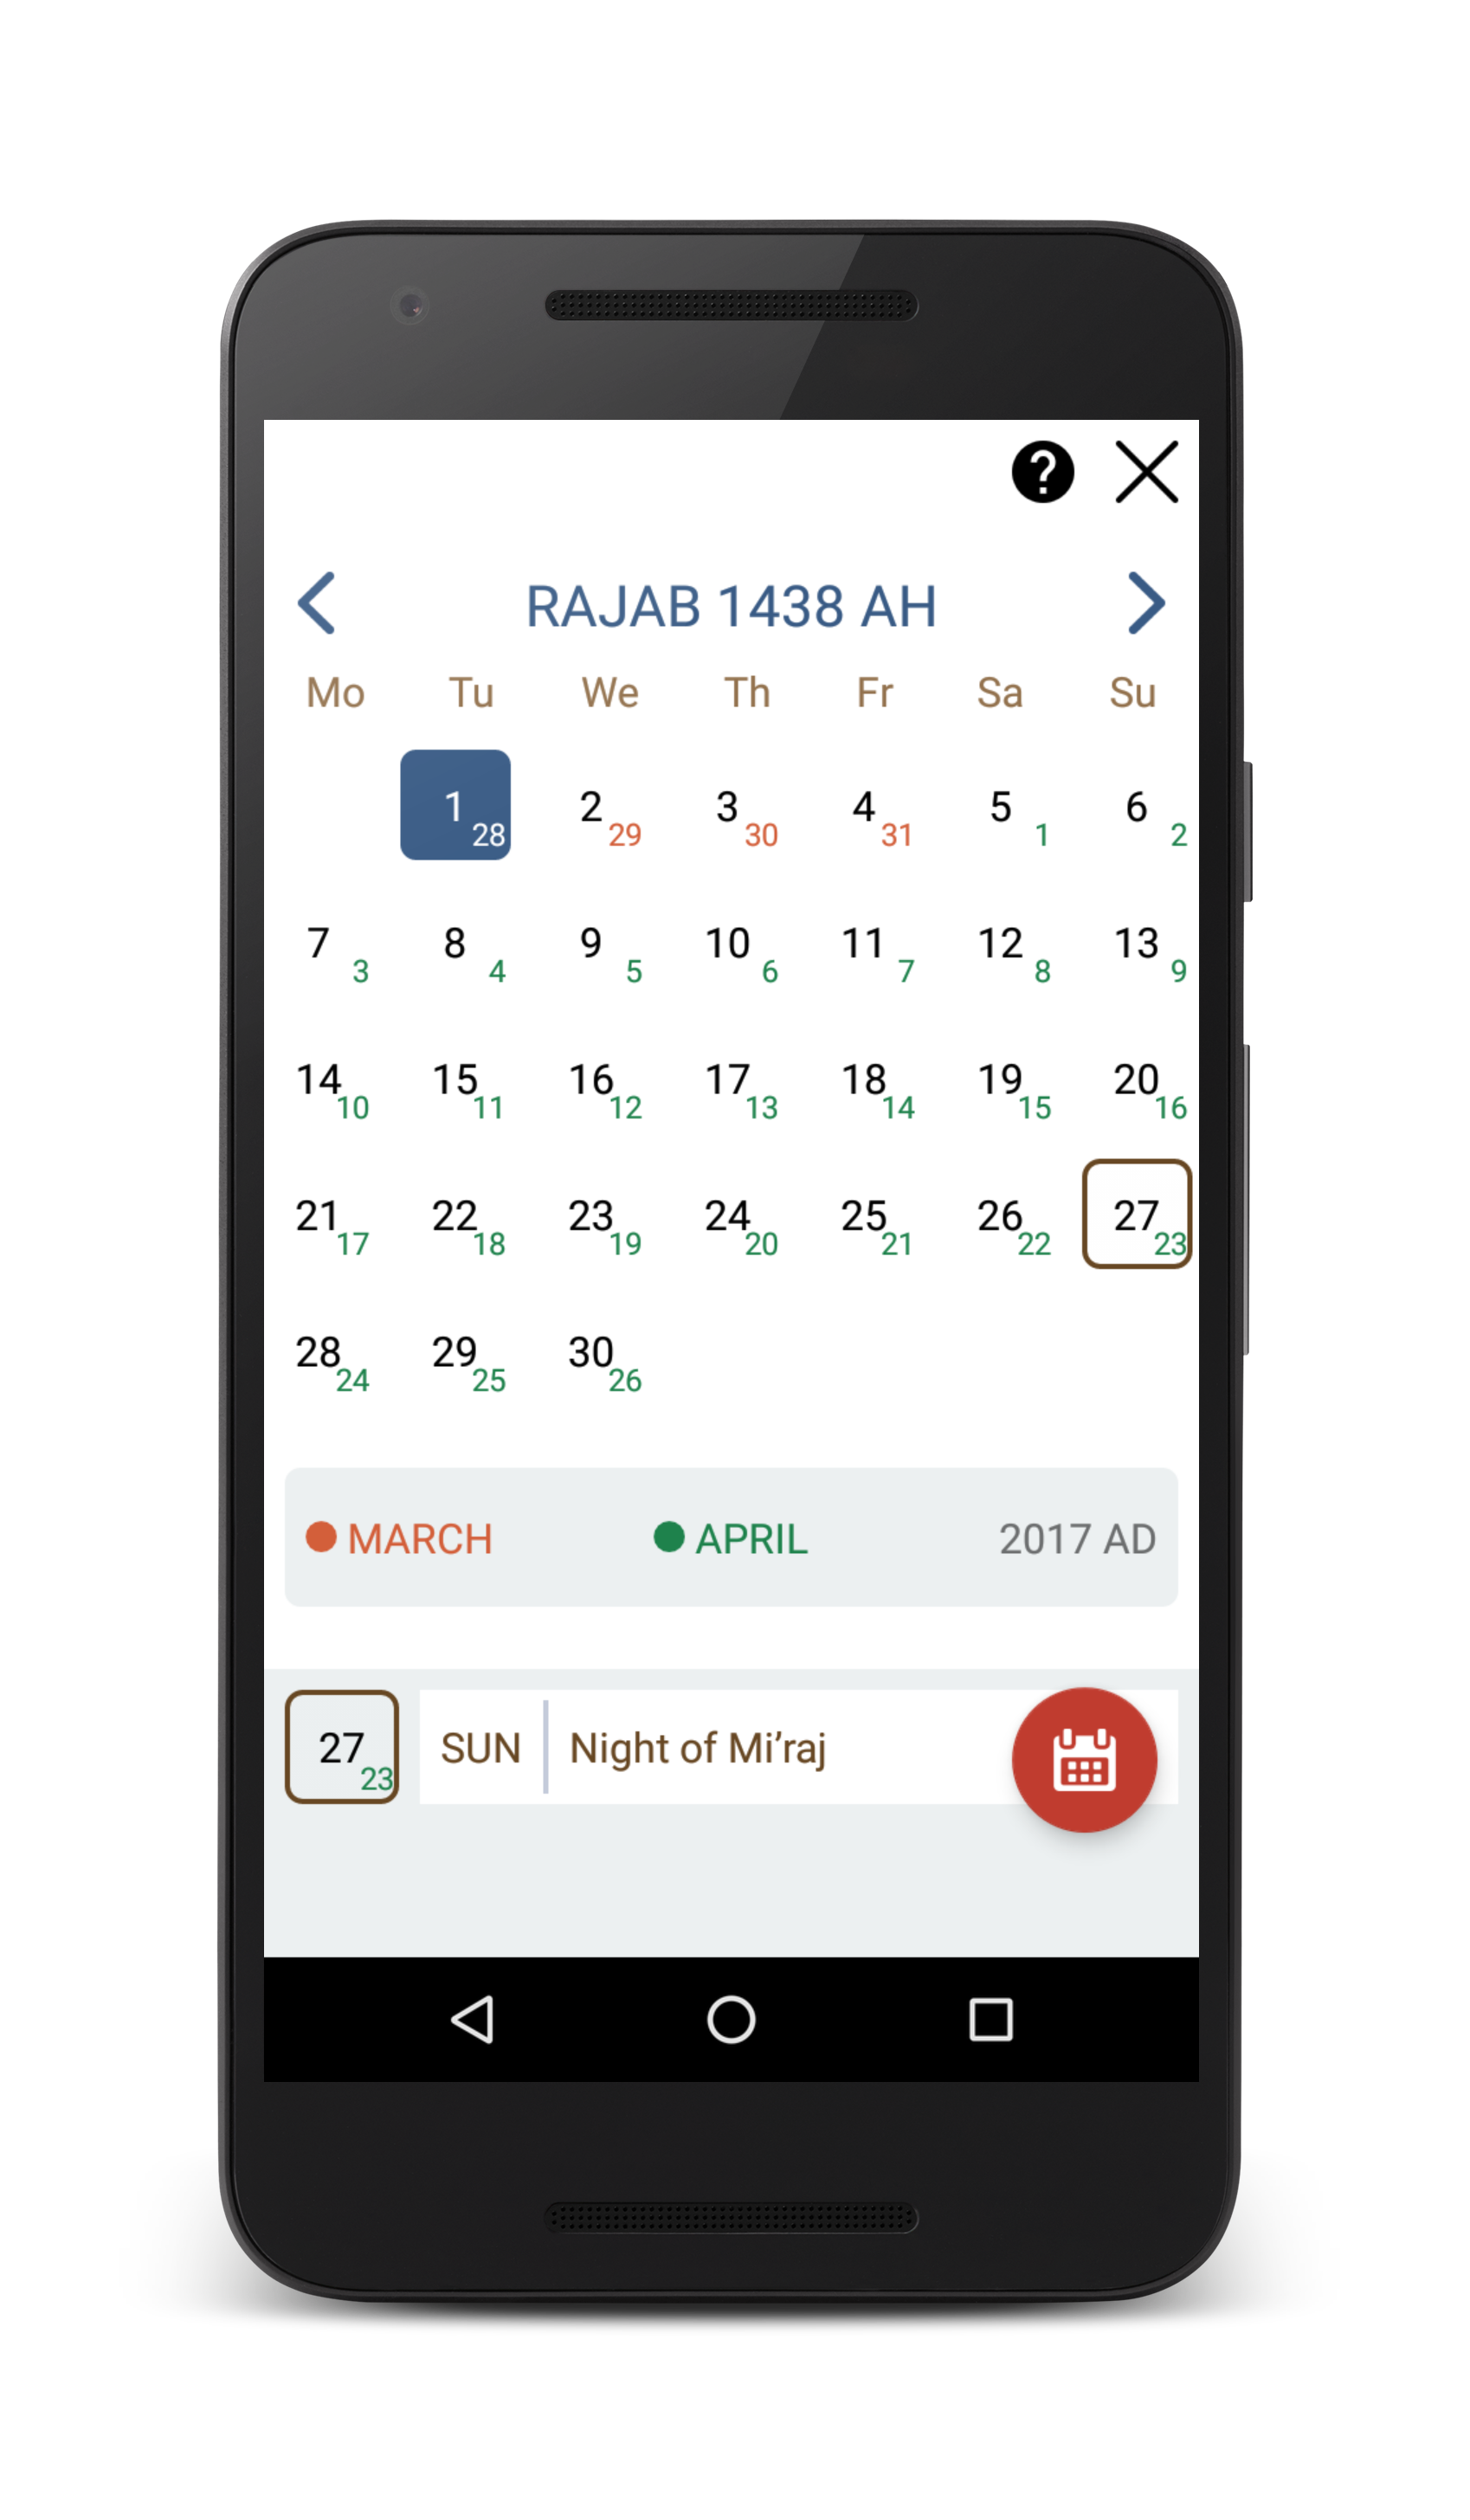 ?
RAJAB 1438 AH
Mo Tu We Th Fr Sa Su
1 28 2 29 3 30 4 31 5 1 6 2
7 3 8 4 9 5 10 6 11 7 12 8 13 9
14 10 15 11 16 12 17 13 18 14 19 15 20 16
21 17 22 18 23 19 24 20 25 21 26 22 27 23
28 24 29 25 30 26
MARCH APRIL 2017 AD
27 23 SUN Night of Mi’raj